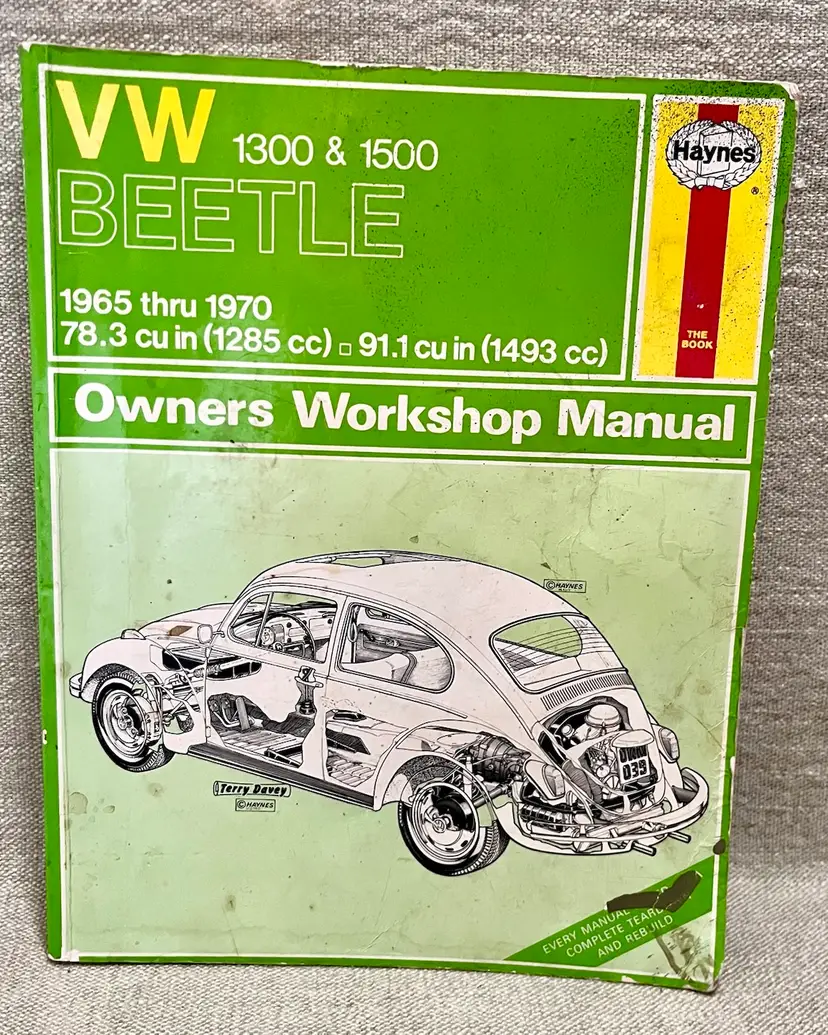 VW 1300 & 1500
BEETLE
1965 thru 1970
78.3 cu in (1285 cc) □ 91.1 cu in (1493 cc)
Haynes
®
THE
BOOK
Owners Workshop Manual
©HAYNES
Terry Davey
©HAYNES
EVERY MANUAL
COMPLETE
AND REBUILD